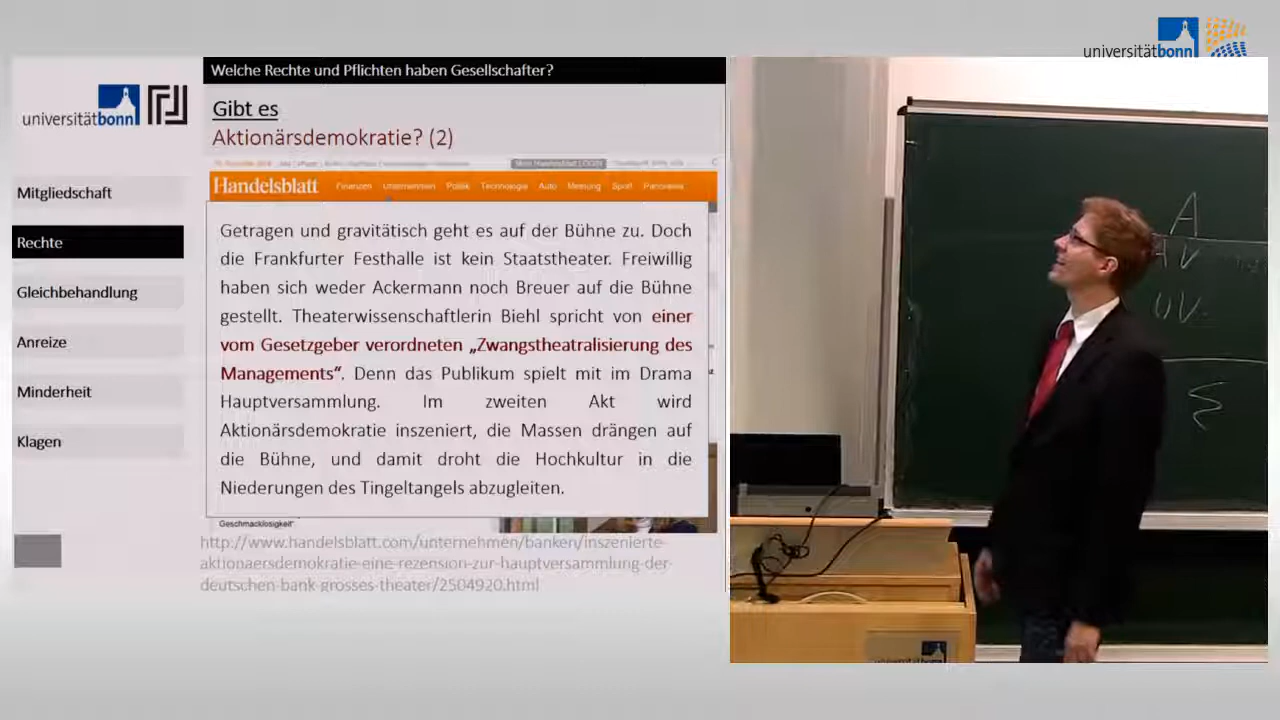 universitätbonn
Welche Rechte und Pflichten haben Gesellschafter?
universitätbonn
Gibt es
Aktionärsdemokratie? (2)
Handelsblatt Finanzen Unternehmen Politik Technologie Auto Meinung Sport Panorama
Mitgliedschaft
Rechte
Gleichbehandlung
Anreize
Minderheit
Klagen
Getragen und gravitätisch geht es auf der Bühne zu. Doch
die Frankfurter Festhalle ist kein Staatstheater. Freiwillig
haben sich weder Ackermann noch Breuer auf die Bühne
gestellt. Theaterwissenschaftlerin Biehl spricht von einer
vom Gesetzgeber verordneten „Zwangstheatralisierung des
Managements“. Denn das Publikum spielt mit im Drama
Hauptversammlung. Im zweiten Akt wird
Aktionärsdemokratie inszeniert, die Massen drängen auf
die Bühne, und damit droht die Hochkultur in die
Niederungen des Tingeltangels abzugleiten.
Geschmacklosigkeit".
http://www.handelsblatt.com/unternehmen/banken/inszenierte-
aktionaersdemokratie-eine-rezension-zur-hauptversammlung-der-
deutschen-bank-grosses-theater/2504920.html
A
AV
UV
Σ
universitätbonn